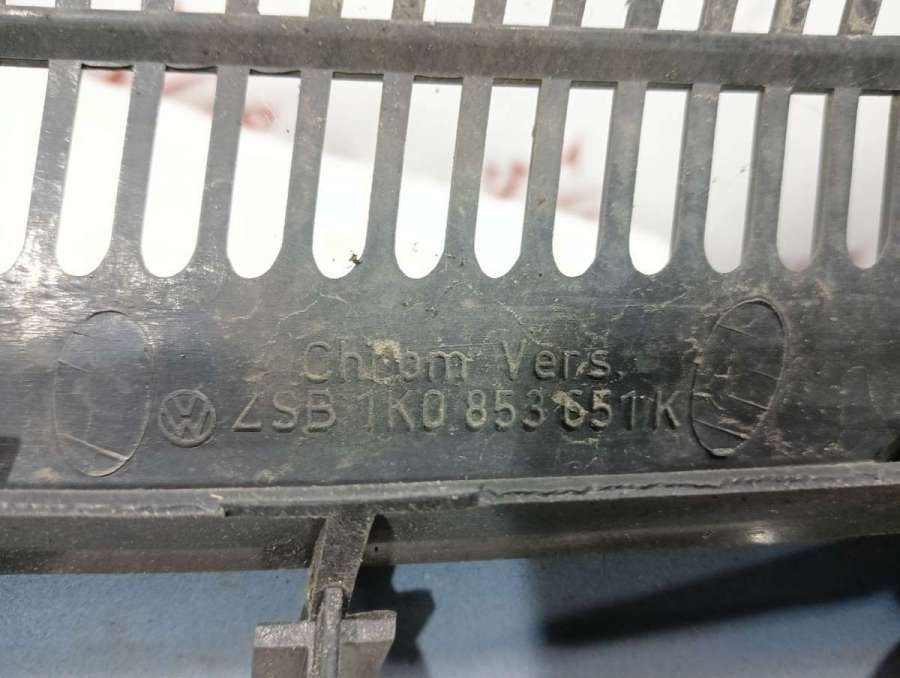 Chrom Vers.
ZSB 1K0 853 651 K